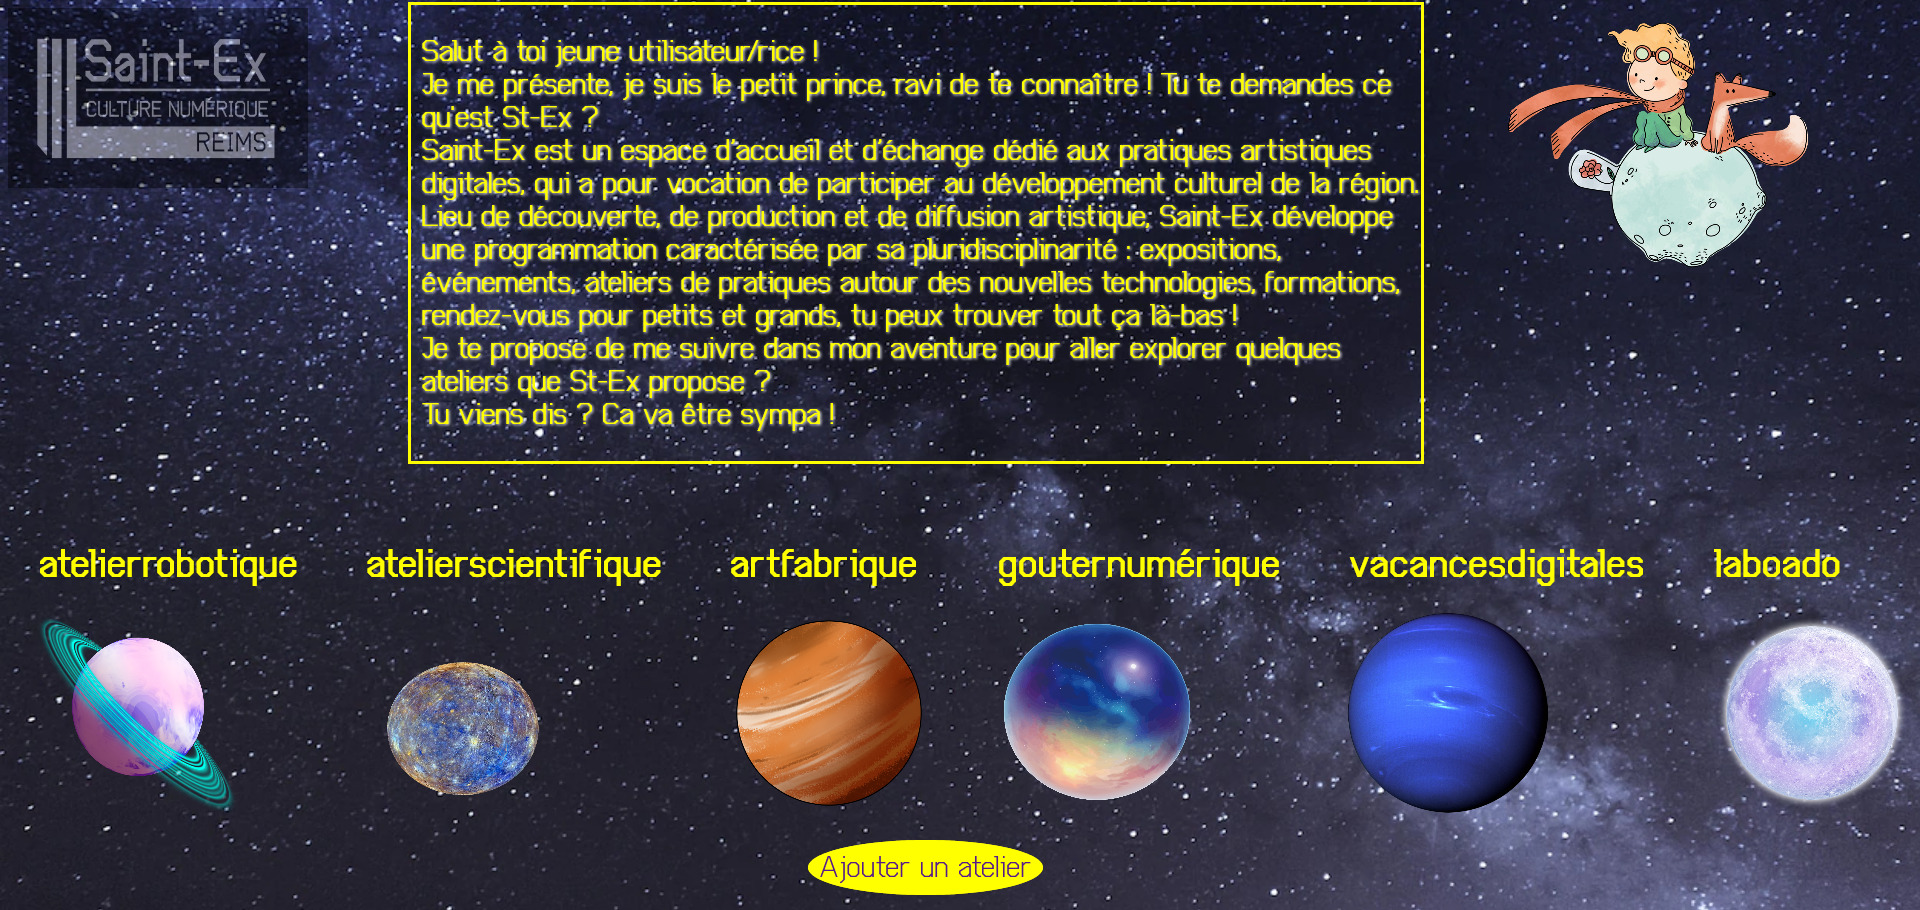 Saint-Ex
CULTURE NUMÉRIQUE
REIMS
Salut à toi jeune utilisateur/rice !
Je me présente, je suis le petit prince, ravi de te connaître ! Tu te demandes ce
qu'est St-Ex ?
Saint-Ex est un espace d'accueil et d'échange dédié aux pratiques artistiques
digitales, qui a pour vocation de participer au développement culturel de la région.
Lieu de découverte, de production et de diffusion artistique, Saint-Ex développe
une programmation caractérisée par sa pluridisciplinarité : expositions,
événements, ateliers de pratiques autour des nouvelles technologies, formations,
rendez-vous pour petits et grands, tu peux trouver tout ça là-bas !
Je te propose de me suivre dans mon aventure pour aller explorer quelques
ateliers que St-Ex propose ?
Tu viens dis ? Ca va être sympa !
atelierrobotique
atelierscientifique
artfabrique
gouternumérique
vacancesdigitales
laboado
Ajouter un atelier